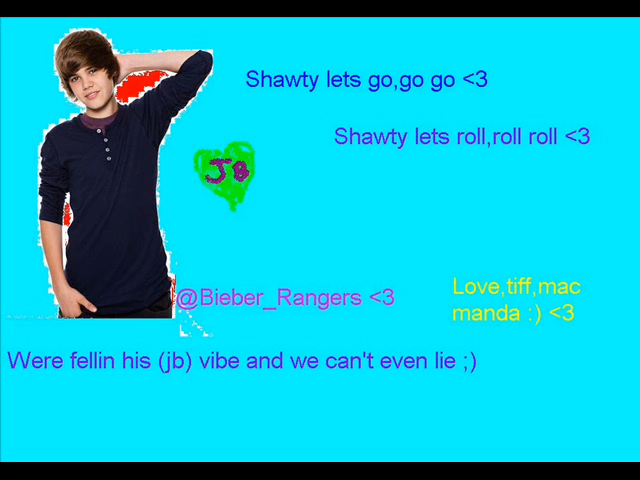 Shawty lets go,go go <3
Shawty lets roll,roll roll <3
JB
@Bieber_Rangers <3
Love,tiff,mac
manda :) <3
Were fellin his (jb) vibe and we can't even lie ;)